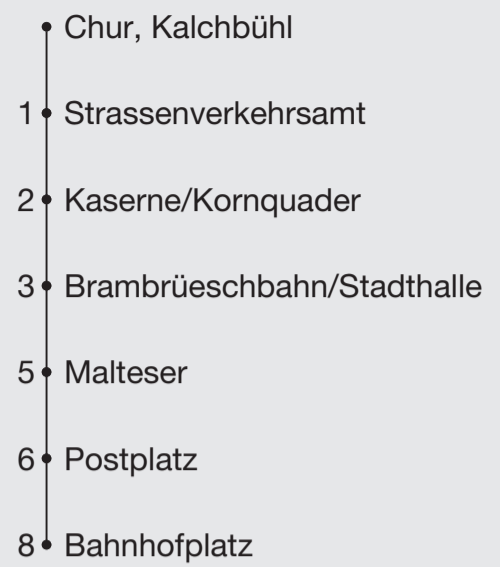 Chur, Kalchbühl
1 Strassenverkehrsamt
2 Kaserne/Kornquader
3 Brambrüeschbahn/Stadthalle
5 Malteser
6 Postplatz
8 Bahnhofplatz